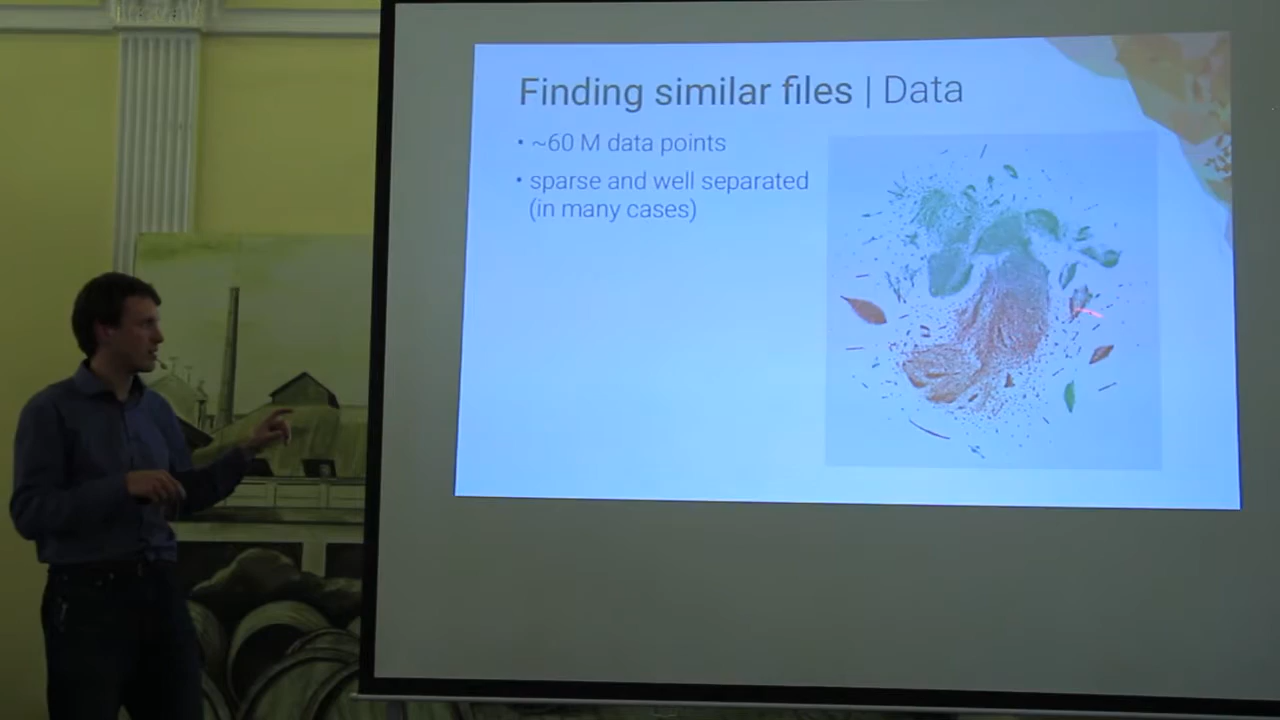 Finding similar files | Data
• ~60 M data points
• sparse and well separated
(in many cases)